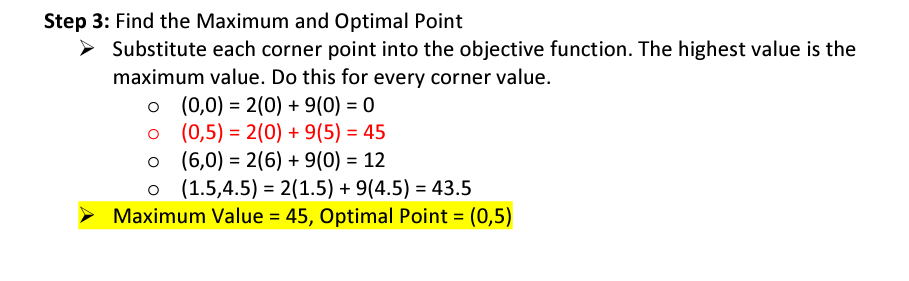 Step 3: Find the Maximum and Optimal Point
➢ Substitute each corner point into the objective function. The highest value is the
maximum value. Do this for every corner value.
o (0,0) = 2(0) + 9(0) = 0
o (0,5) = 2(0) + 9(5) = 45
o (6,0) = 2(6) + 9(0) = 12
o (1.5,4.5) = 2(1.5) + 9(4.5) = 43.5
➢ Maximum Value = 45, Optimal Point = (0,5)